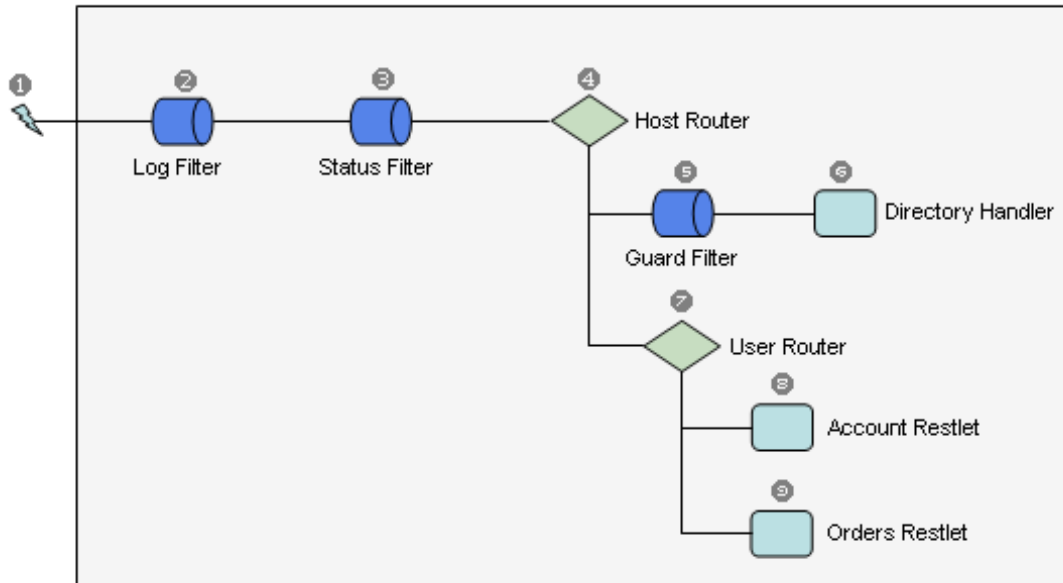 1
2
3
4
Host Router
Log Filter
Status Filter
5
6
Directory Handler
Guard Filter
7
User Router
8
Account Restlet
9
Orders Restlet